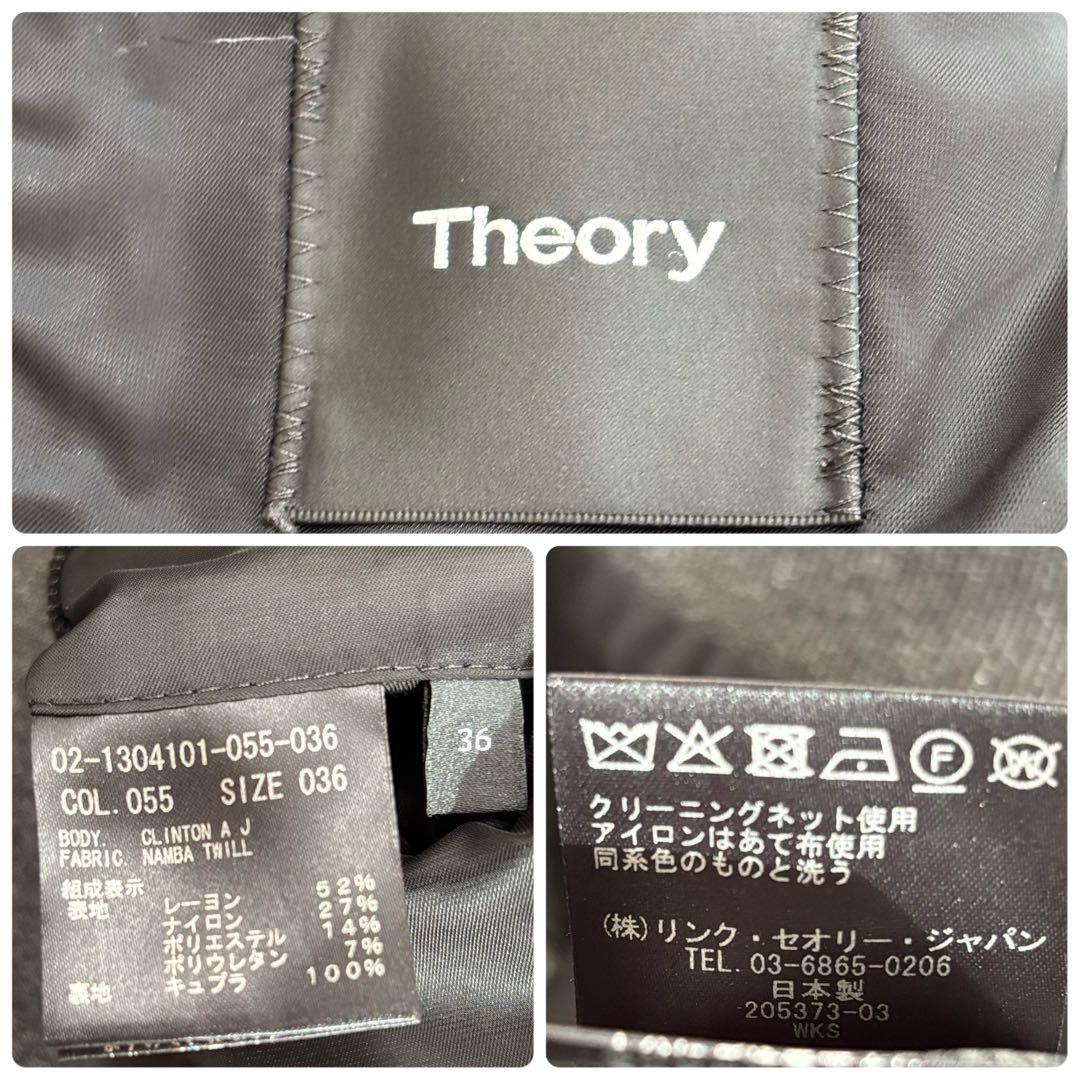 Theory
02-1304101-055-036
COL. 055 SIZE 036
BODY. CLINTON A J
FABRIC. NAMBA TWILL
組成表示
表地 レーヨン 52%
ナイロン 27%
ポリエステル 14%
ポリウレタン 7%
裏地 キュプラ 100%
36
F
W
クリーニングネット使用
アイロンはあて布使用
同系色のものと洗う
(株)リンク・セオリー・ジャパン
TEL. 03-6865-0206
日本製
205373-03
WKS